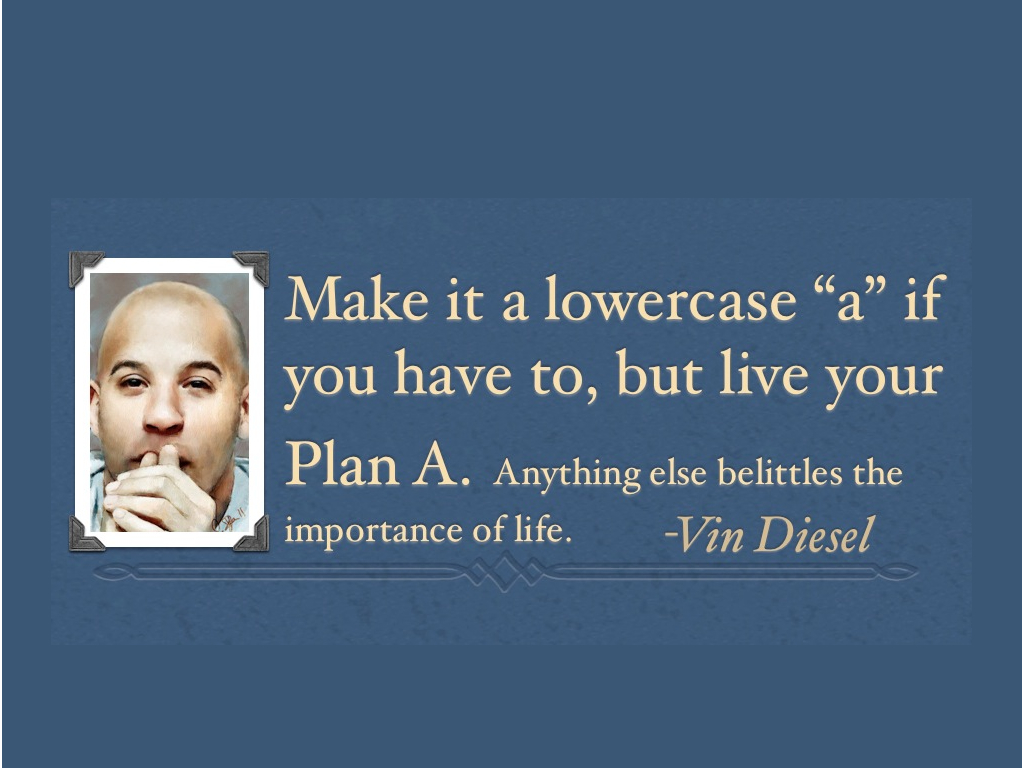 Make it a lowercase “a” if
you have to, but live your
Plan A. Anything else belittles the
importance of life. -Vin Diesel